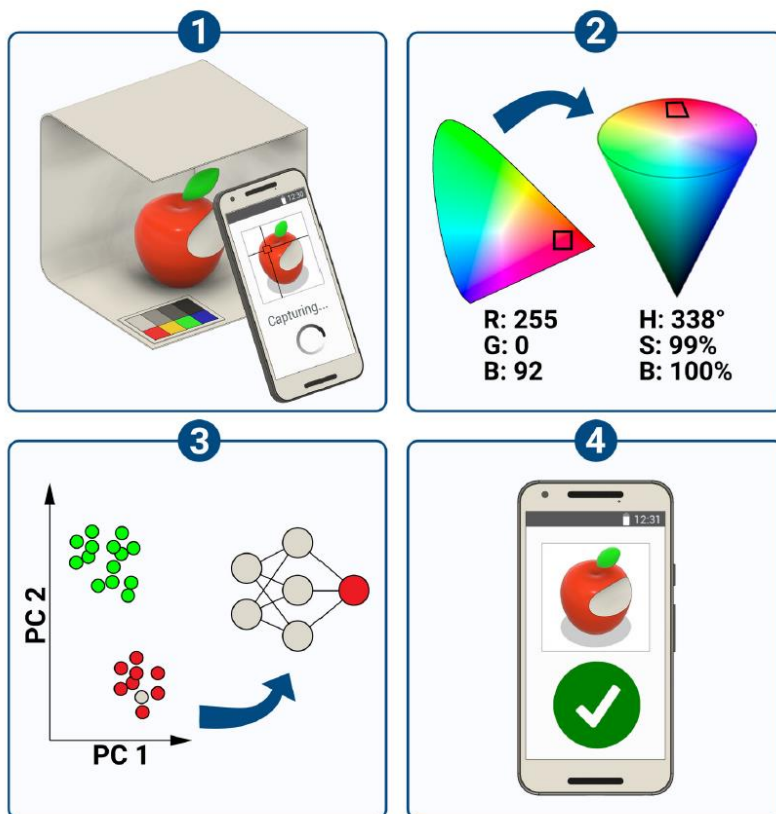 1
12:30
Capturing...
2
R: 255
G: 0
B: 92
H: 338°
S: 99%
B: 100%
3
PC 2
PC 1
4
12:31